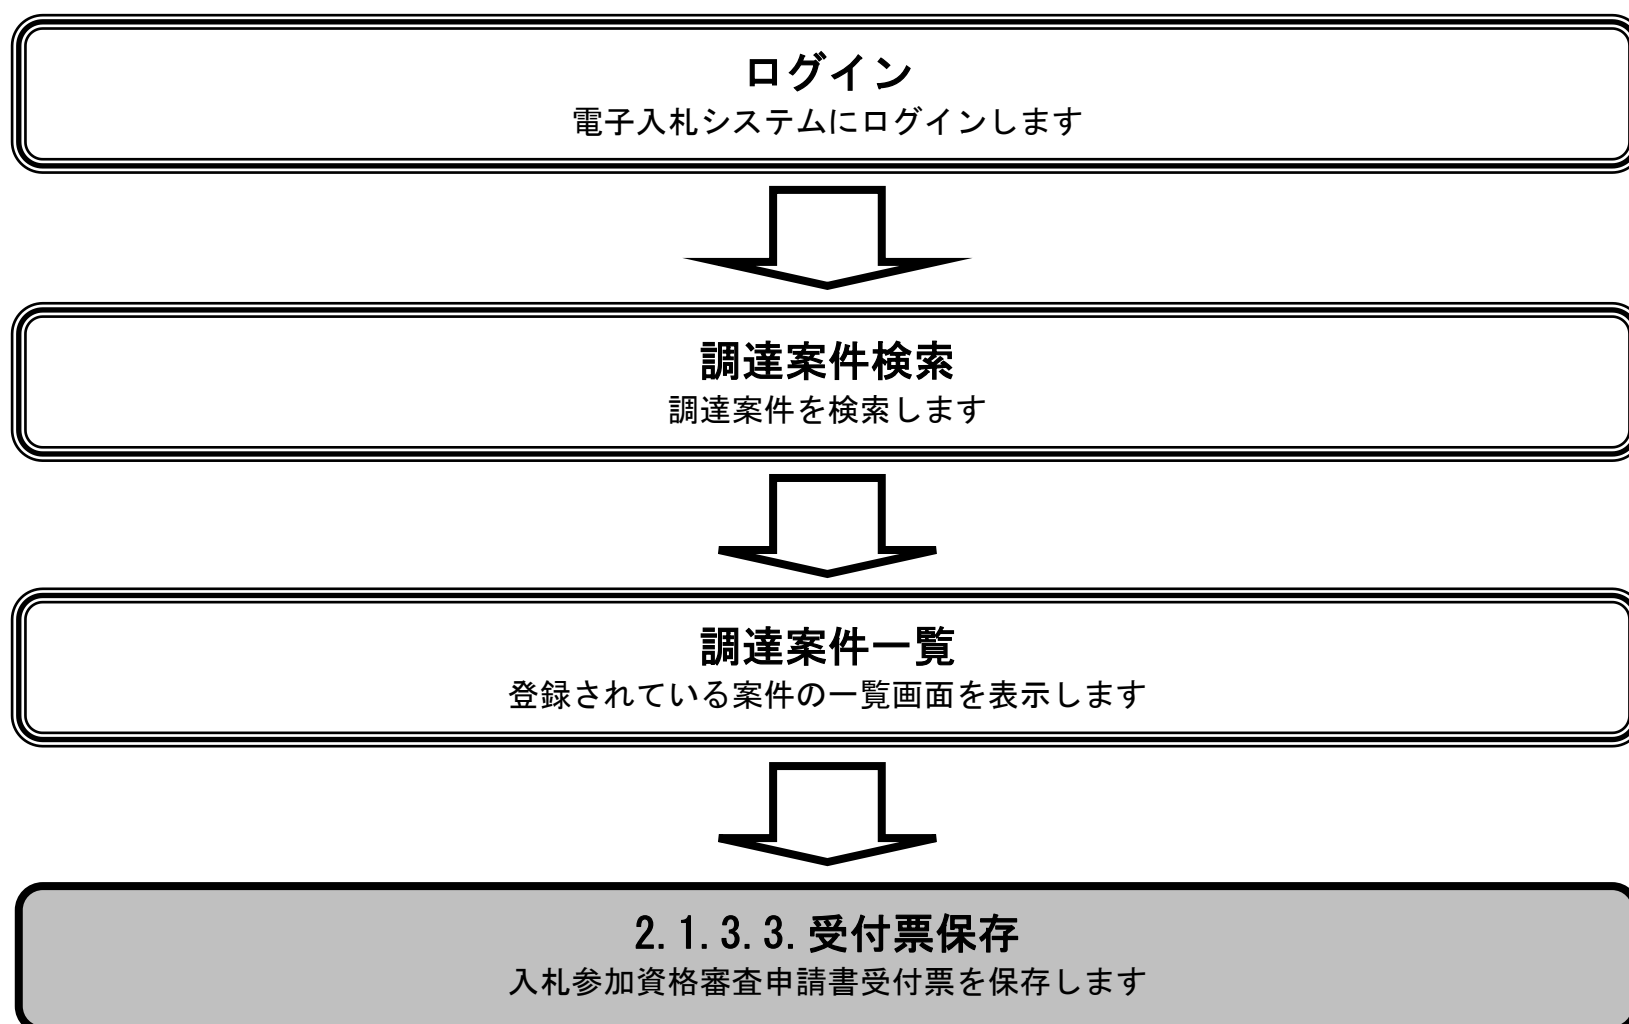 ログイン
電子入札システムにログインします
調達案件検索
調達案件を検索します
調達案件一覧
登録されている案件の一覧画面を表示します
2.1.3.3.受付票保存
入札参加資格審査申請書受付票を保存します